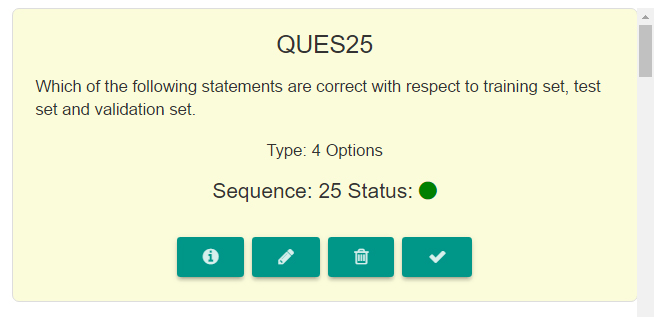 QUES25
Which of the following statements are correct with respect to training set, test
set and validation set.
Type: 4 Options
Sequence: 25 Status: